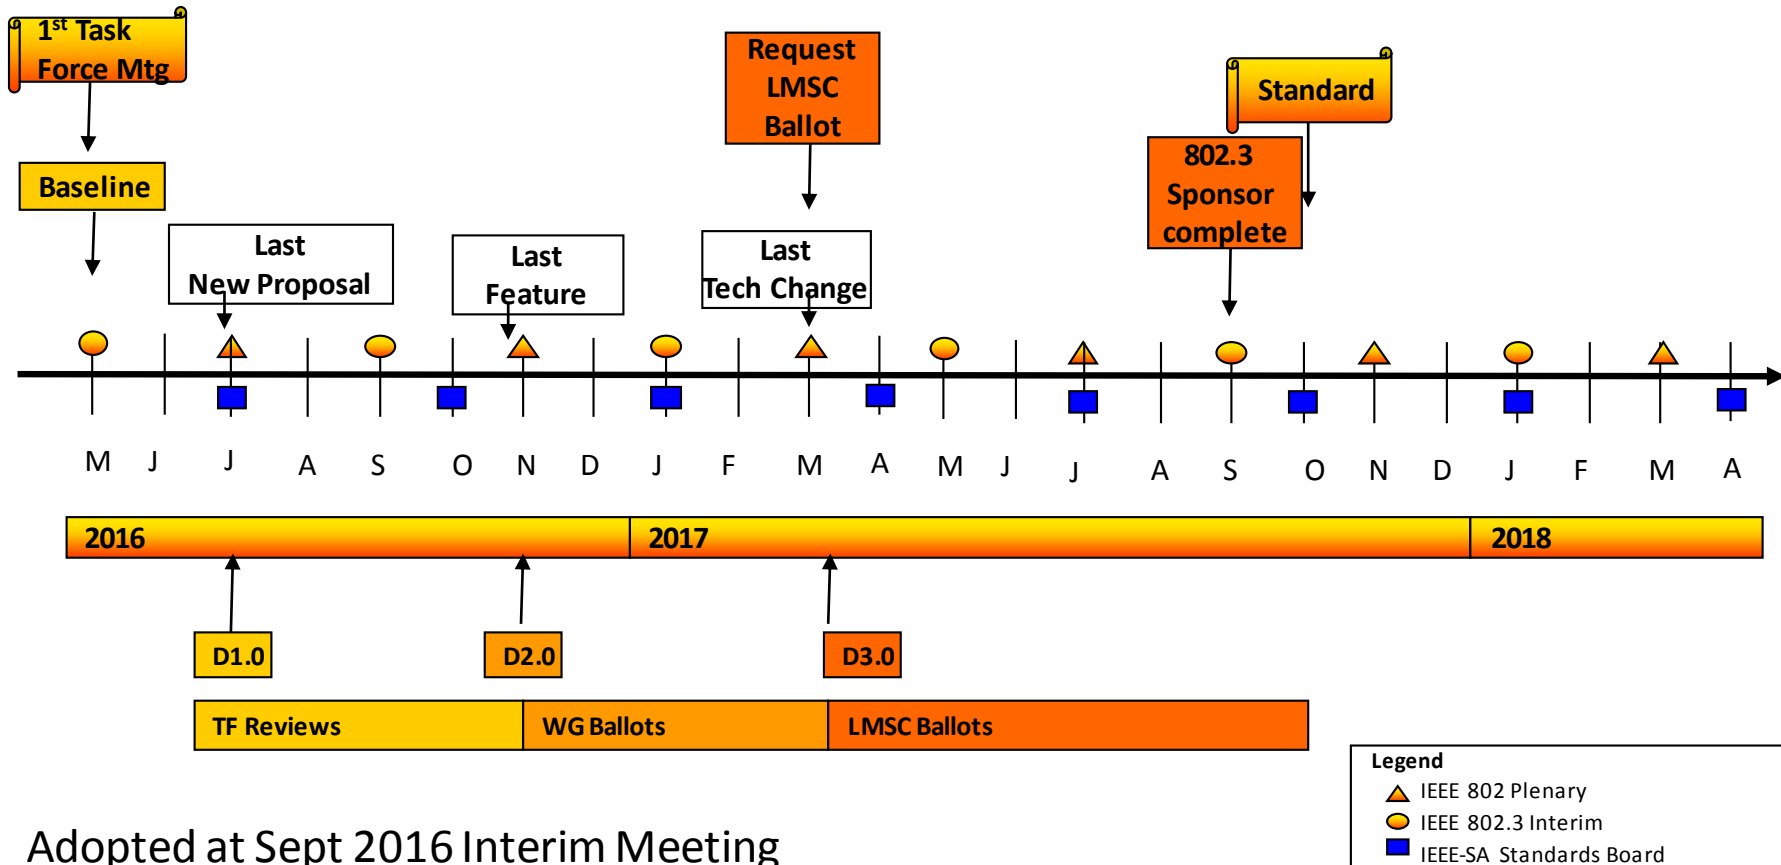 1st Task
Force Mtg
Request
LMSC
Ballot
Standard
Baseline
802.3
Sponsor
complete
Last
New Proposal
Last
Feature
Last
Tech Change
M J J A S O N D J F M A M J J A S O N D J F M A
2016 2017 2018
D1.0 D2.0 D3.0
TF Reviews WG Ballots LMSC Ballots
Legend
IEEE 802 Plenary
IEEE 802.3 Interim
IEEE-SA Standards Board
Adopted at Sept 2016 Interim Meeting